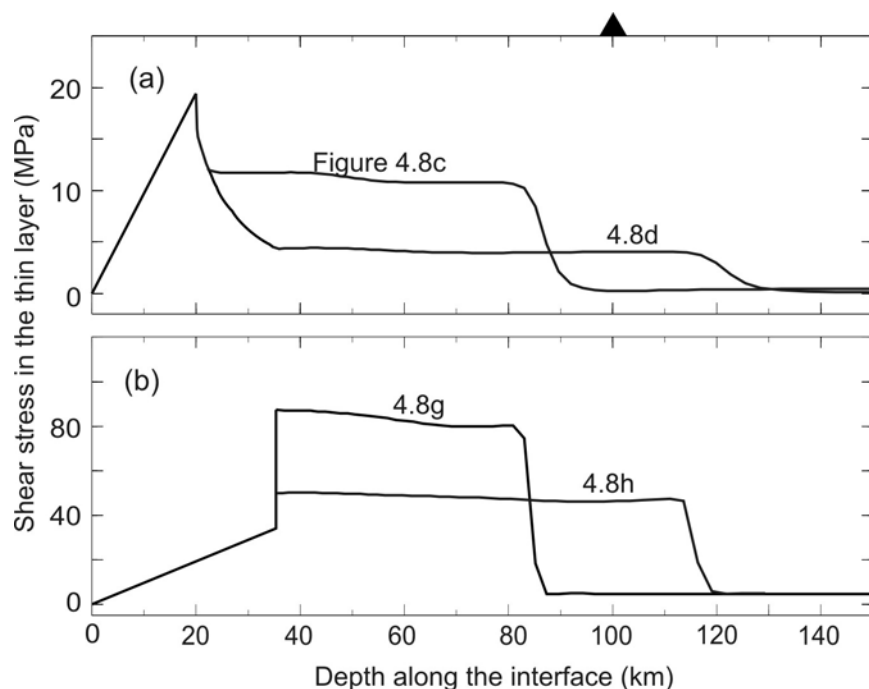 (a)
20
10
0
Figure 4.8c
4.8d
(b)
80
40
0
4.8g
4.8h
Shear stress in the thin layer (MPa)
0 20 40 60 80 100 120 140
Depth along the interface (km)